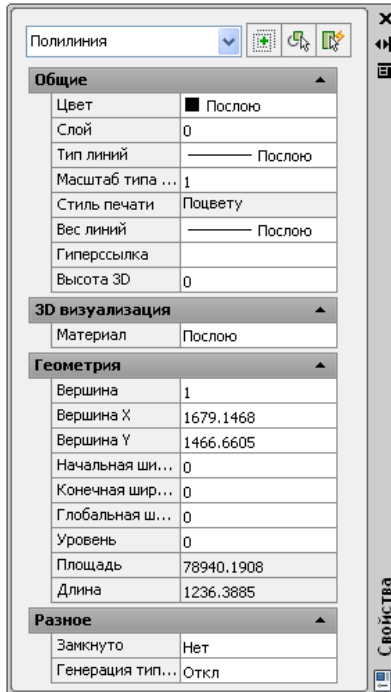 Полилиния
Общие
Цвет Послою
Слой 0
Тип линий Послою
Масштаб типа ... 1
Стиль печати Поцвету
Вес линий Послою
Гиперссылка
Высота 3D 0
3D визуализация
Материал Послою
Геометрия
Вершина 1
Вершина X 1679.1468
Вершина Y 1466.6605
Начальная ши... 0
Конечная шир... 0
Глобальная ш... 0
Уровень 0
Площадь 78940.1908
Длина 1236.3885
Разное
Замкнуто Нет
Генерация тип... Откл
Свойства